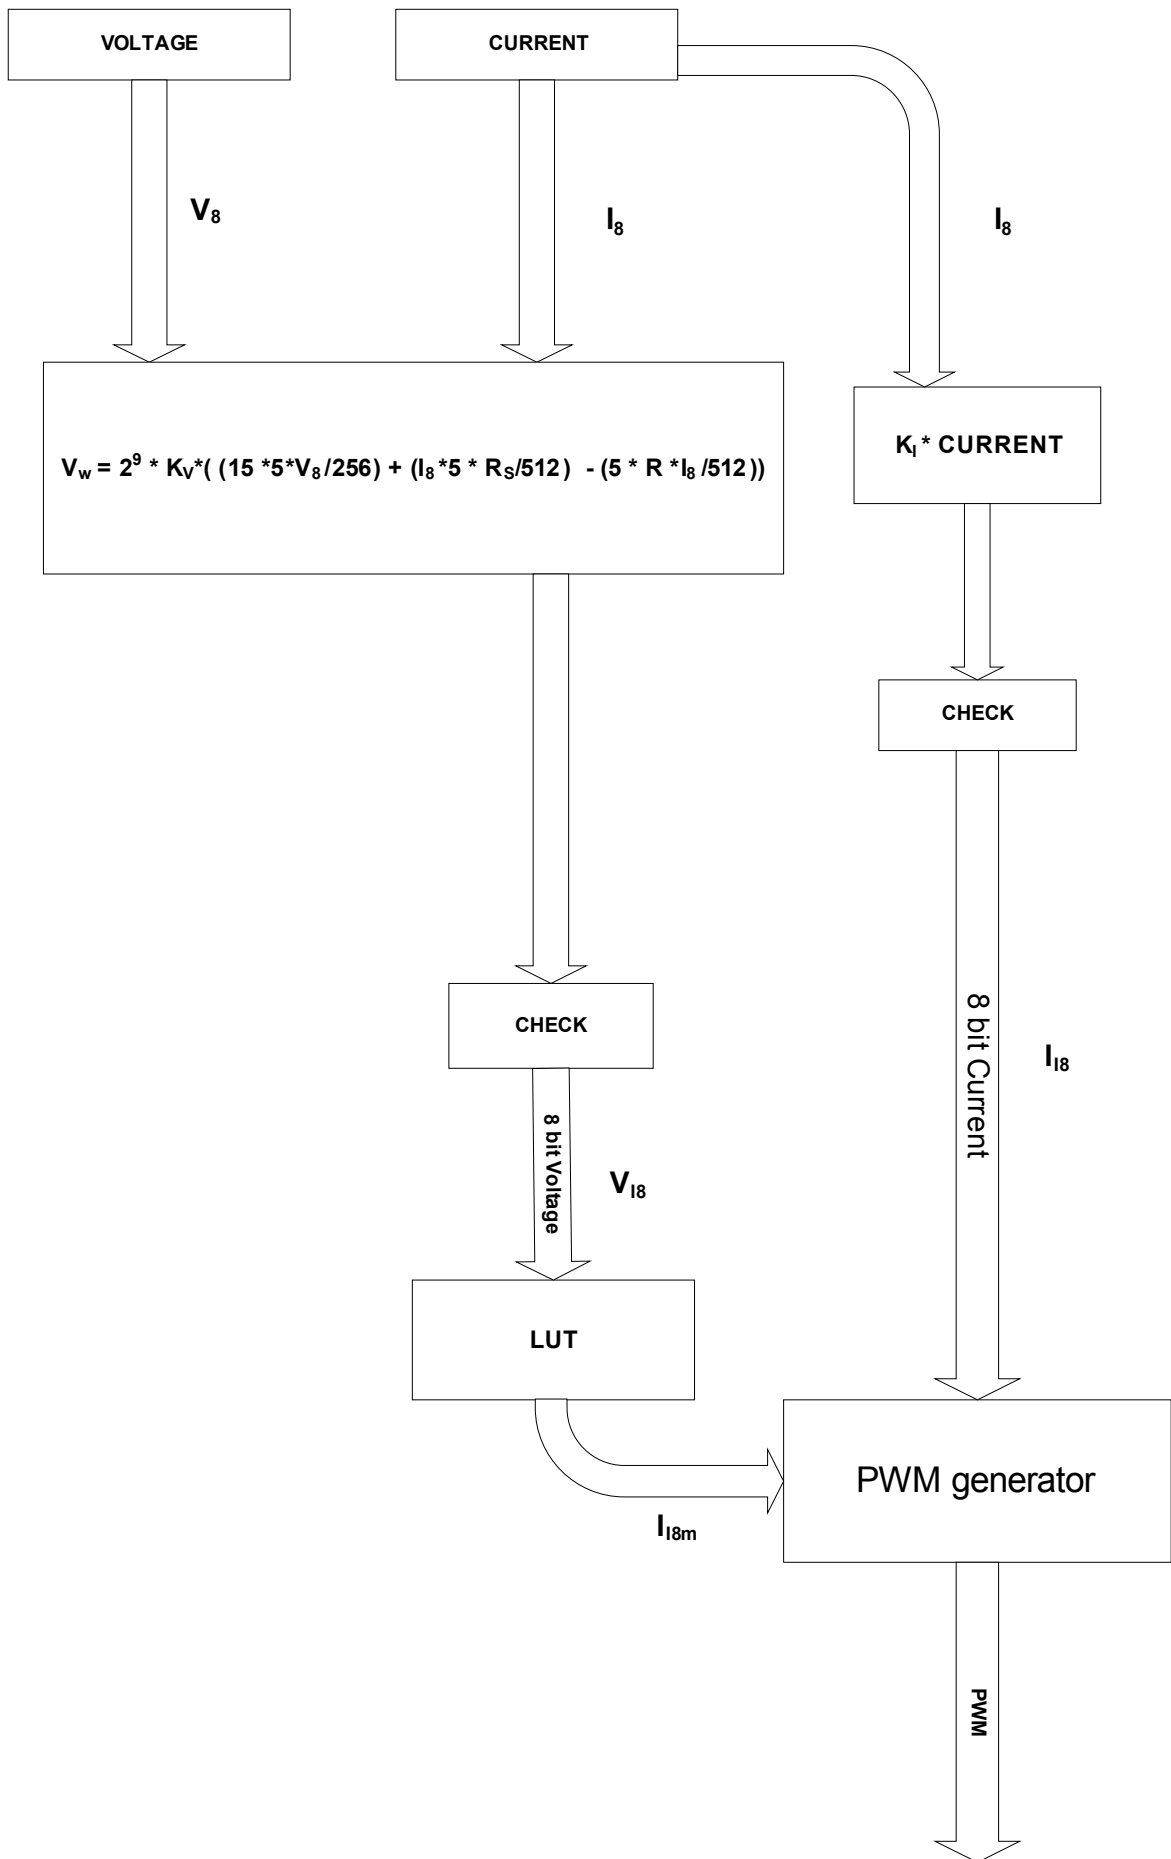 VOLTAGE
CURRENT
V8
I8
I8
Vw = 2^9 * KV*( (15 *5*V8/256) + (I8*5 * RS/512) - (5 * R *I8 /512))
KI* CURRENT
CHECK
CHECK
8 bit Current
II8
8 bit Voltage
VI8
LUT
PWM generator
II8m
PWM